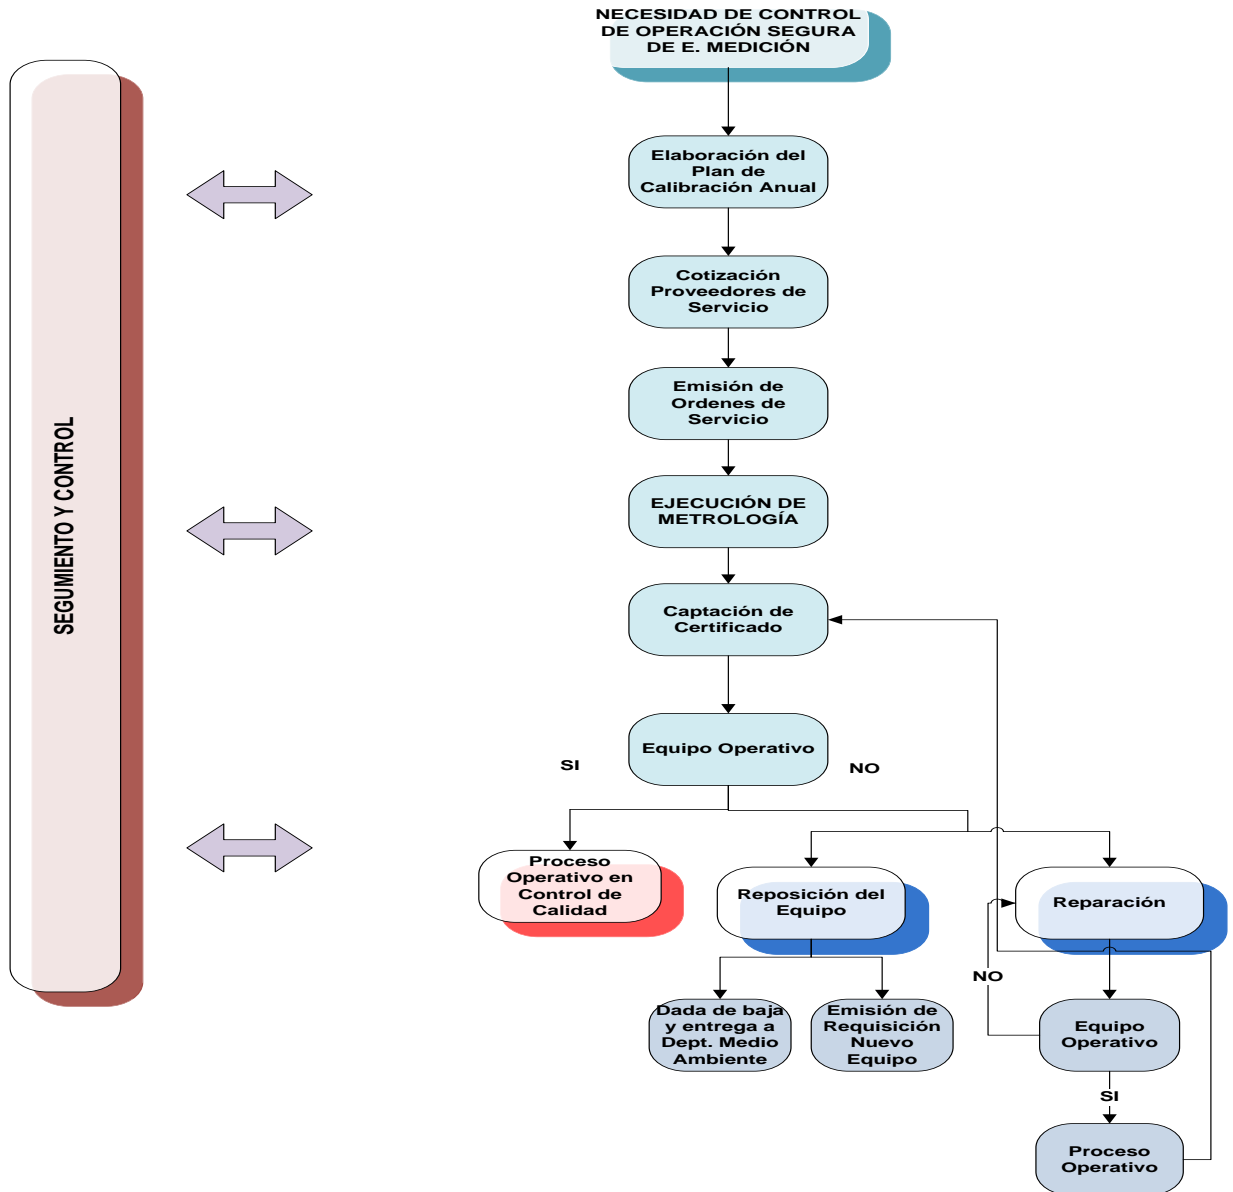 NECESIDAD DE CONTROL
DE OPERACIÓN SEGURA
DE E. MEDICIÓN
SEGUMIENTO Y CONTROL
Elaboración del
Plan de
Calibración Anual
Cotización
Proveedores de
Servicio
Emisión de
Ordenes de
Servicio
EJECUCIÓN DE
METROLOGÍA
Captación de
Certificado
Equipo Operativo
SI
NO
Proceso
Operativo en
Control de
Calidad
Reposición del
Equipo
Reparación
NO
Dada de baja
y entrega a
Dept. Medio
Ambiente
Emisión de
Requisición
Nuevo
Equipo
Equipo
Operativo
SI
Proceso
Operativo